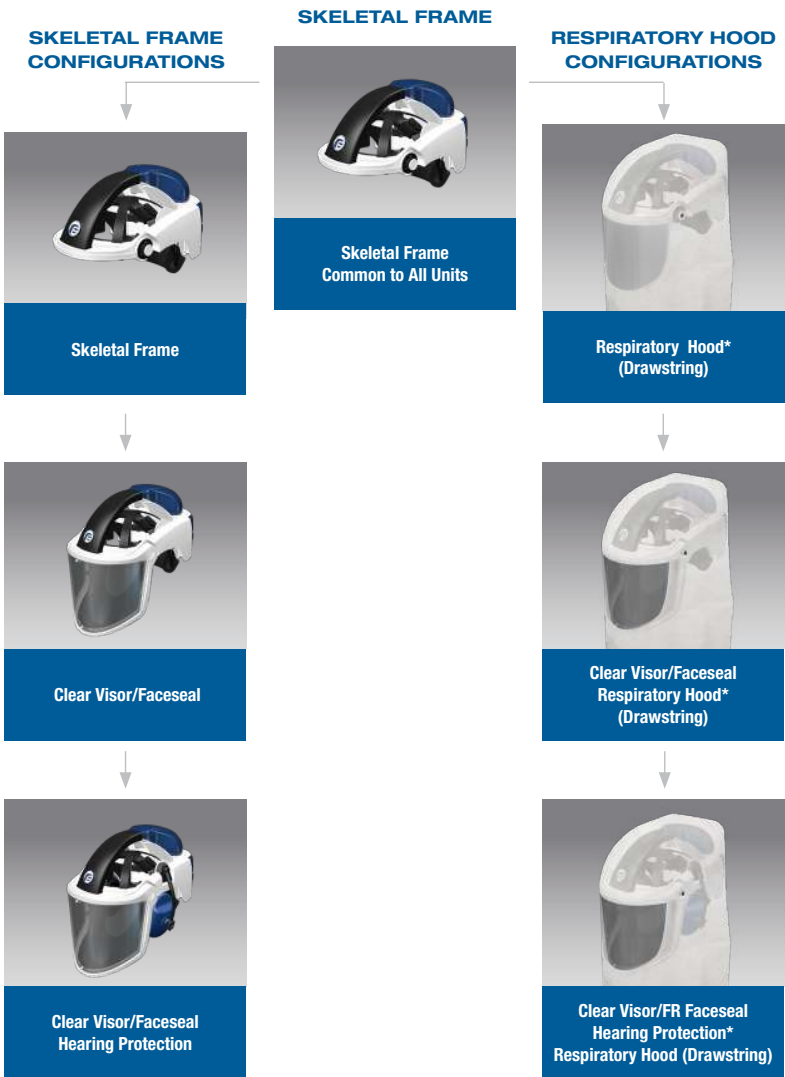 SKELETAL FRAME
CONFIGURATIONS
SKELETAL FRAME
RESPIRATORY HOOD
CONFIGURATIONS
Skeletal Frame
Common to All Units
Skeletal Frame
Respiratory Hood*
(Drawstring)
Clear Visor/Faceseal
Clear Visor/Faceseal
Respiratory Hood*
(Drawstring)
Clear Visor/Faceseal
Hearing Protection
Clear Visor/FR Faceseal
Hearing Protection*
Respiratory Hood (Drawstring)